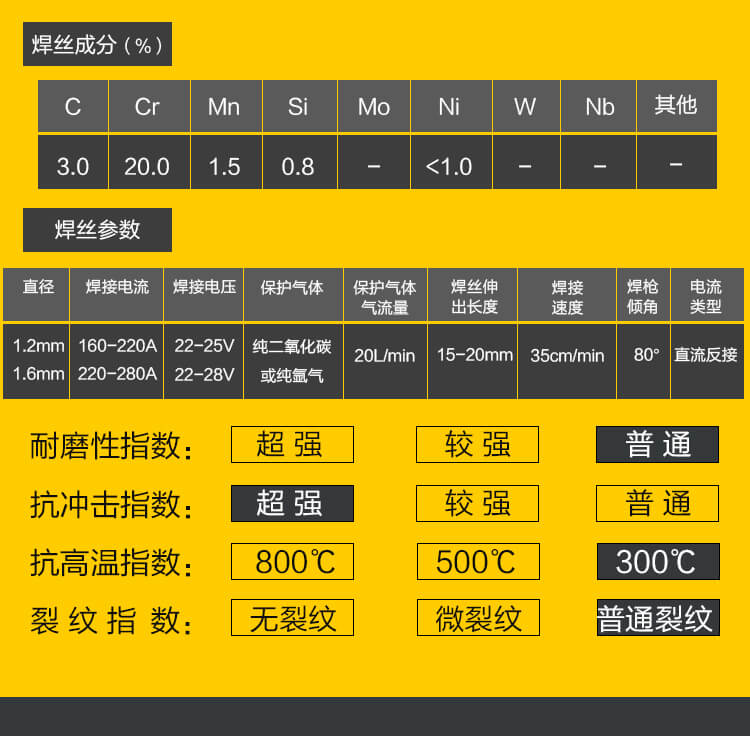 焊丝成分(%)
C Cr Mn Si Mo Ni W Nb 其他
3.0 20.0 1.5 0.8 – <1.0 – – –
焊丝参数
直径 焊接电流 焊接电压 保护气体 保护气体 焊丝伸 焊接 焊枪 电流
气流量 出长度 速度 倾角 类型
1.2mm 160-220A 22-25V 纯二氧化碳 20L/min 15-20mm 35cm/min 80° 直流反接
1.6mm 220-280A 22-28V 或纯氩气
耐磨性指数: 超强 较强 普通
抗冲击指数: 超强 较强 普通
抗高温指数: 800℃ 500℃ 300℃
裂纹指数: 无裂纹 微裂纹 普通裂纹